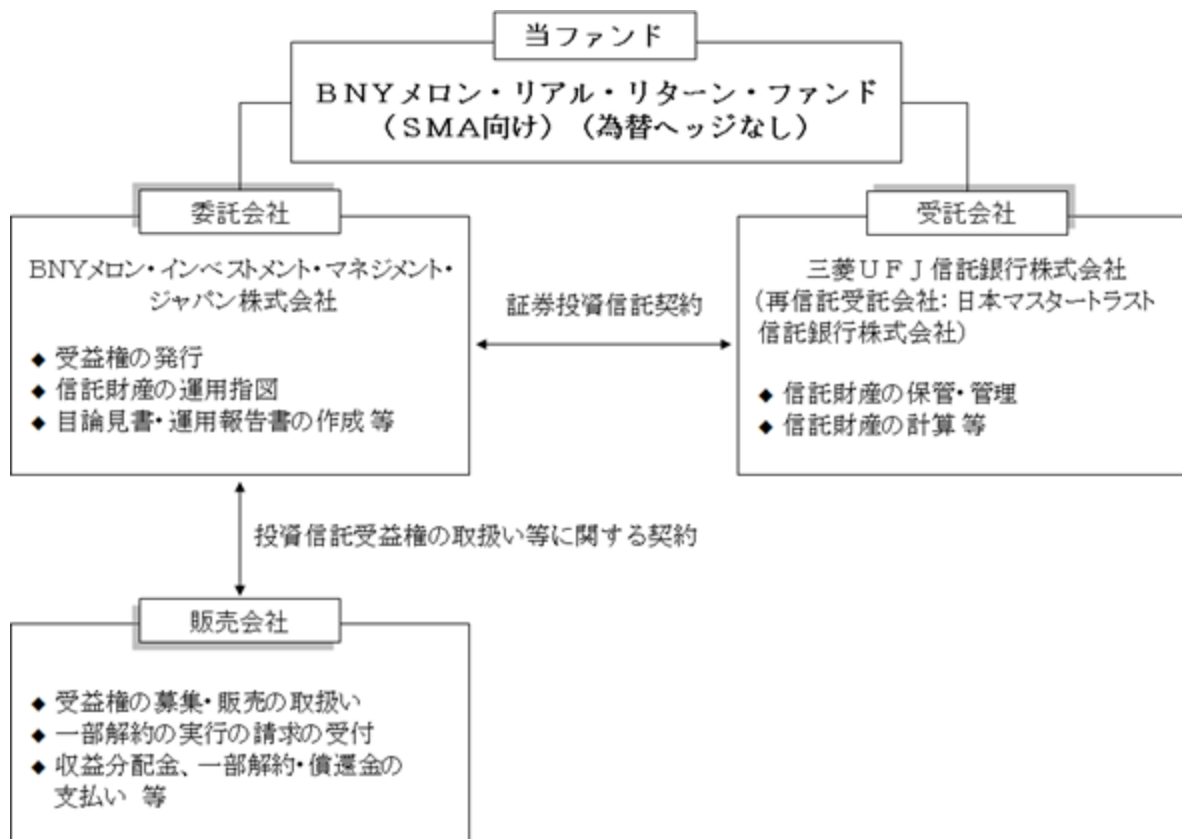 当ファンド
BNYメロン・リアル・リターン・ファンド
(SMA向け)(為替ヘッジなし)
委託会社
BNYメロン・インベストメント・マネジメント・
ジャパン株式会社
◆ 受益権の発行
◆ 信託財産の運用指図
◆ 目論見書・運用報告書の作成 等
証券投資信託契約
受託会社
三菱UFJ信託銀行株式会社
(再信託受託会社:日本マスタートラスト
信託銀行株式会社)
◆ 信託財産の保管・管理
◆ 信託財産の計算 等
投資信託受益権の取扱い等に関する契約
販売会社
◆ 受益権の募集・販売の取扱い
◆ 一部解約の実行の請求の受付
◆ 収益分配金、一部解約・償還金の
支払い 等